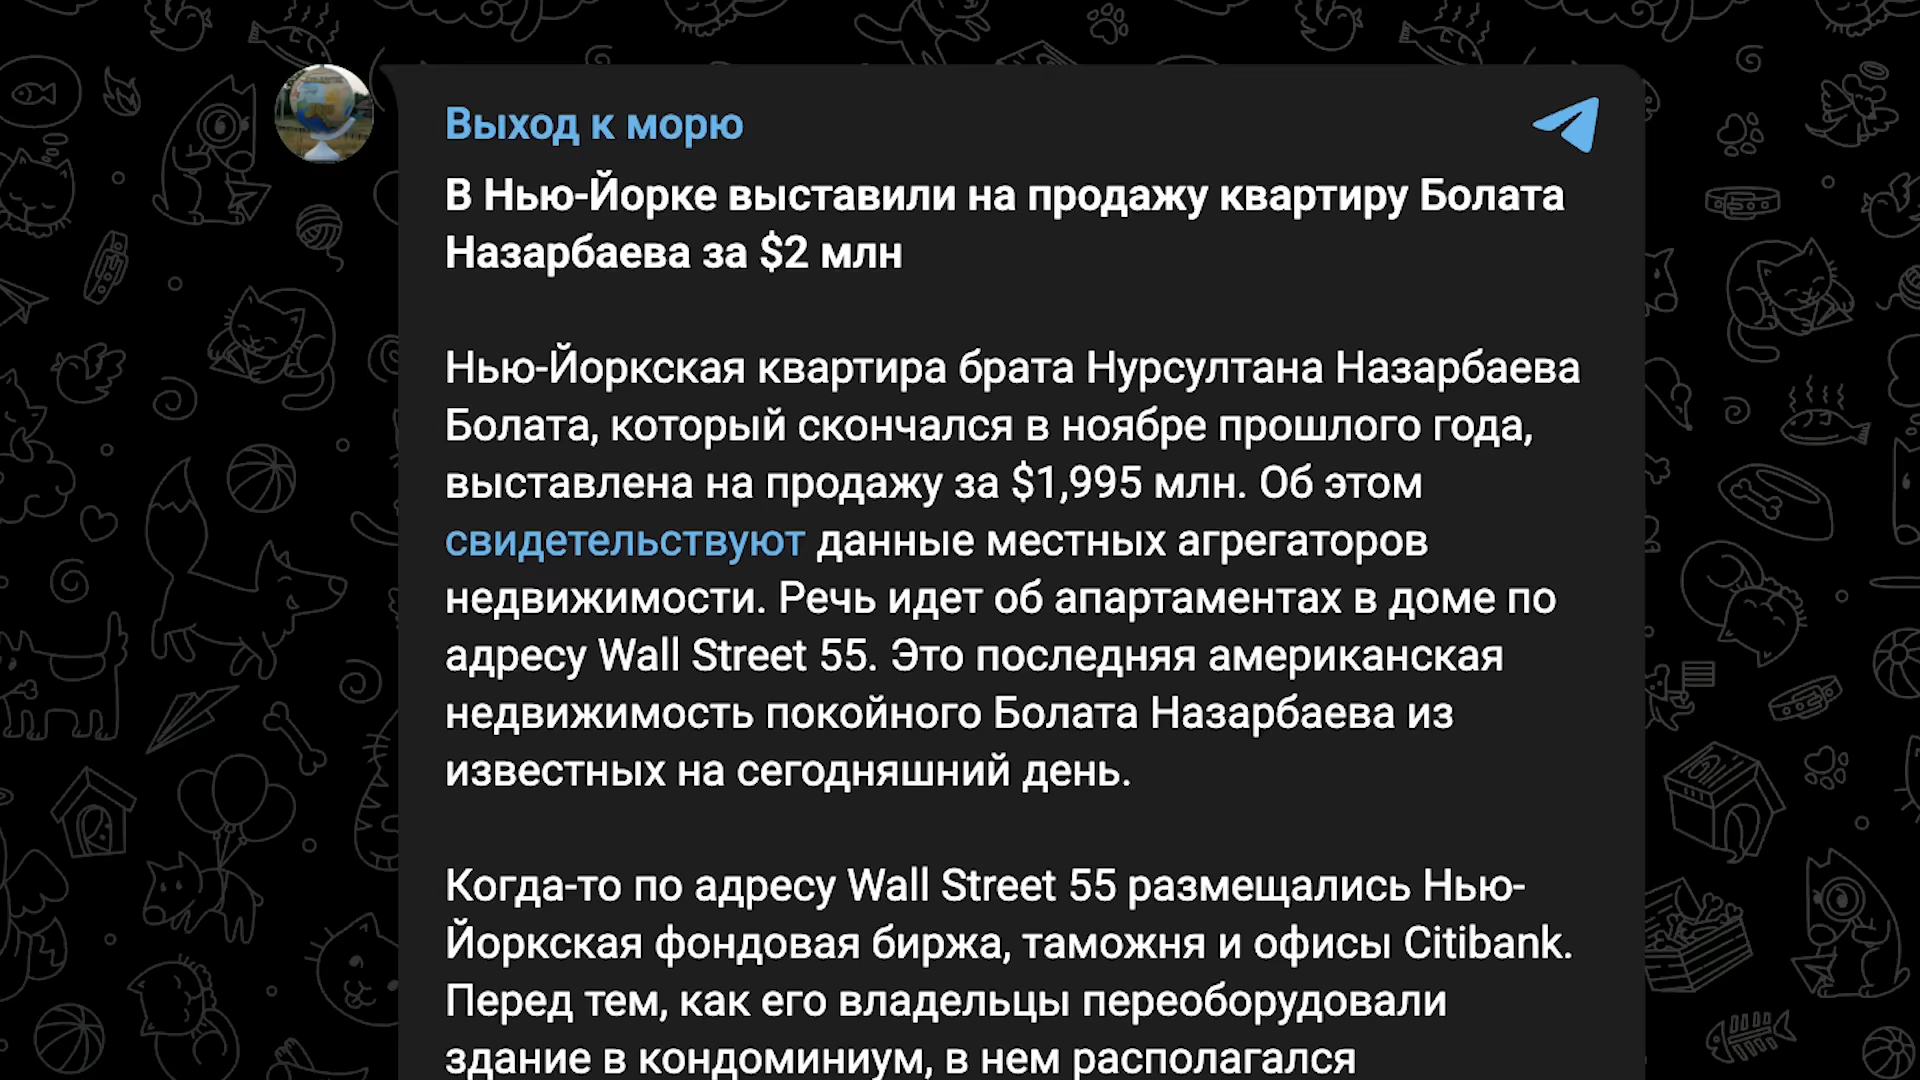 Выход к морю
В Нью-Йорке выставили на продажу квартиру Болата
Назарбаева за $2 млн
Нью-Йоркская квартира брата Нурсултана Назарбаева
Болата, который скончался в ноябре прошлого года,
выставлена на продажу за $1,995 млн. Об этом
свидетельствуют данные местных агрегаторов
недвижимости. Речь идет об апартаментах в доме по
адресу Wall Street 55. Это последняя американская
недвижимость покойного Болата Назарбаева из
известных на сегодняшний день.
Когда-то по адресу Wall Street 55 размещались Нью-
Йоркская фондовая биржа, таможня и офисы Citibank.
Перед тем, как его владельцы переоборудовали
здание в кондоминиум, в нем располагался